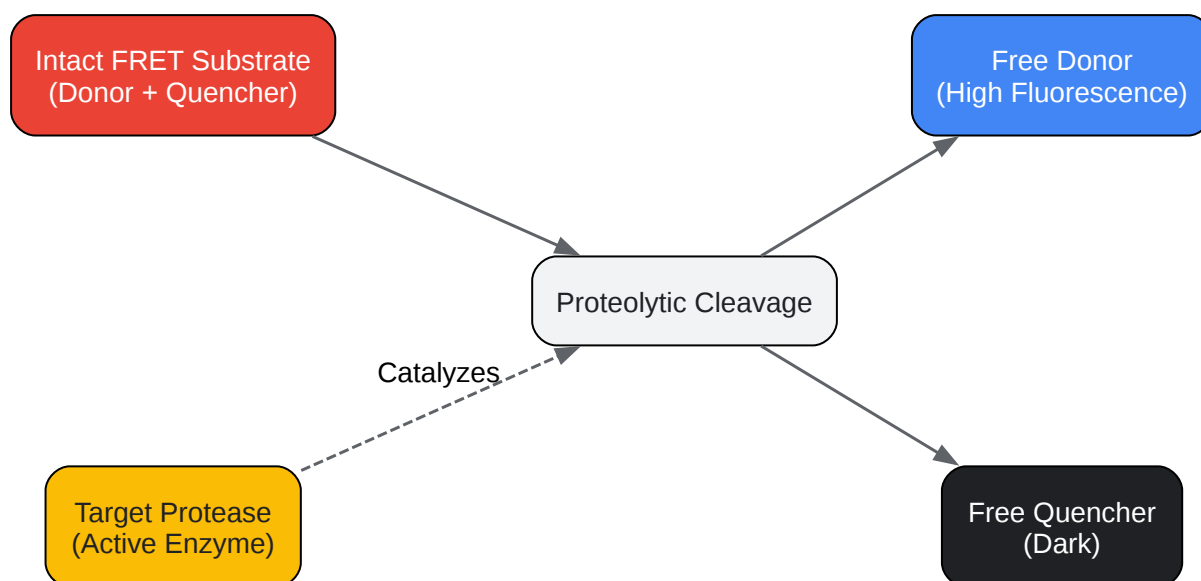 Intact FRET Substrate
(Donor + Quencher)
Free Donor
(High Fluorescence)
Proteolytic Cleavage
Catalyzes
Target Protease
(Active Enzyme)
Free Quencher
(Dark)